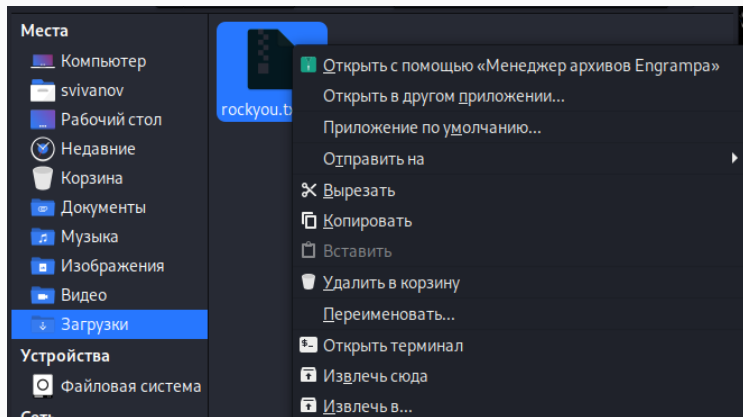 Места
Компьютер
svivanov
Рабочий стол
Недавние
Корзина
Документы
Музыка
Изображения
Видео
Загрузки
Устройства
Файловая система
Сеть
rockyou.tx
Открыть с помощью «Менеджер архивов Engrampa»
Открыть в другом приложении...
Приложение по умолчанию...
Отправить на
Вырезать
Копировать
Вставить
Удалить в корзину
Переименовать...
Открыть терминал
Извлечь сюда
Извлечь в...